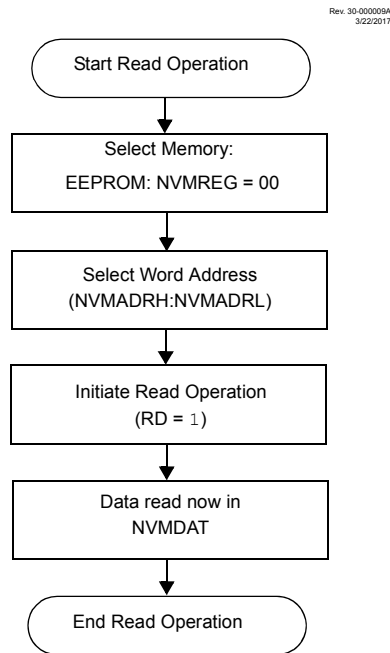 Rev. 30-000009A
3/22/2017
Start Read Operation
Select Memory:
EEPROM: NVMREG = 00
Select Word Address
(NVMADRH:NVMADRL)
Initiate Read Operation
(RD = 1)
Data read now in
NVMDAT
End Read Operation